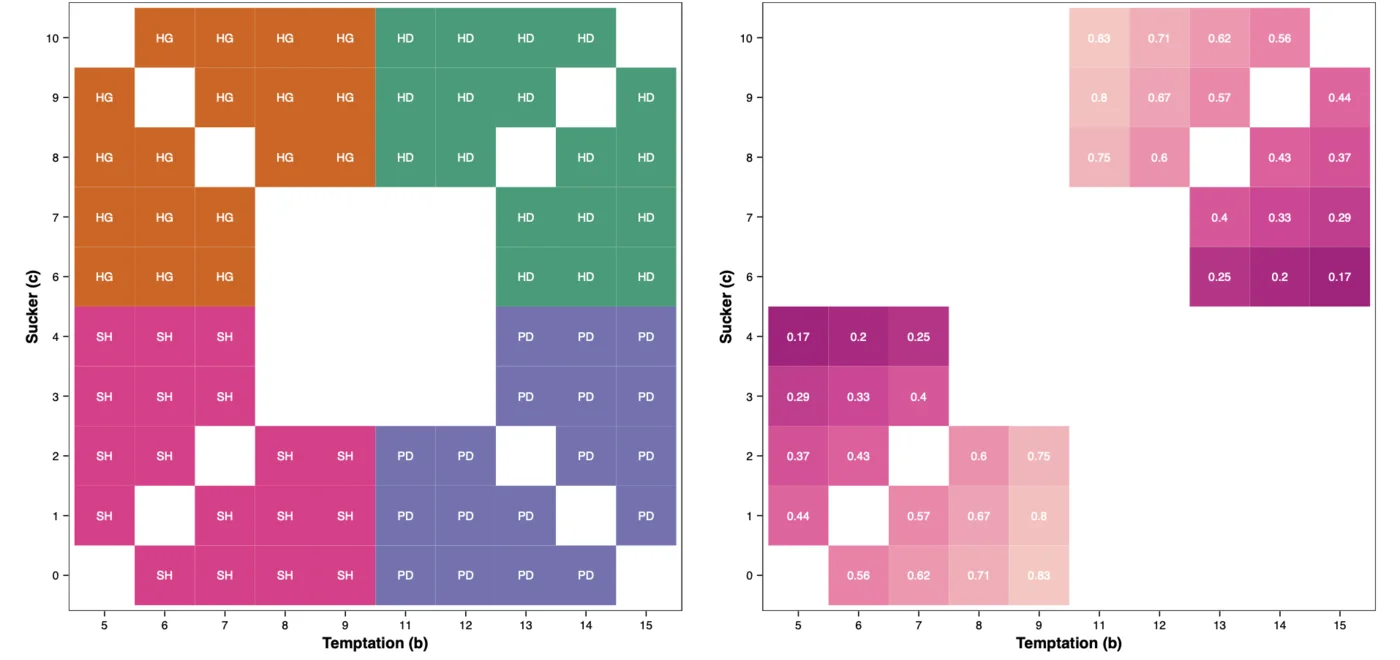 10 HG HG HG HG HD HD HD HD
9 HG HG HG HG HD HD HD HD
8 HG HG HG HG HD HD HD HD
7 HG HG HG HD HD HD
6 HG HG HG HD HD HD
4 SH SH SH PD PD PD
3 SH SH SH PD PD PD
2 SH SH SH SH PD PD PD PD
1 SH SH SH SH PD PD PD PD
0 SH SH SH SH PD PD PD PD
5 6 7 8 9 11 12 13 14 15
Sucker (c)
Temptation (b)
10 0.83 0.71 0.62 0.56
9 0.8 0.67 0.57 0.44
8 0.75 0.6 0.43 0.37
7 0.4 0.33 0.29
6 0.25 0.2 0.17
4 0.17 0.2 0.25
3 0.29 0.33 0.4
2 0.37 0.43 0.6 0.75
1 0.44 0.57 0.67 0.8
0 0.56 0.62 0.71 0.83
5 6 7 8 9 11 12 13 14 15
Sucker (c)
Temptation (b)